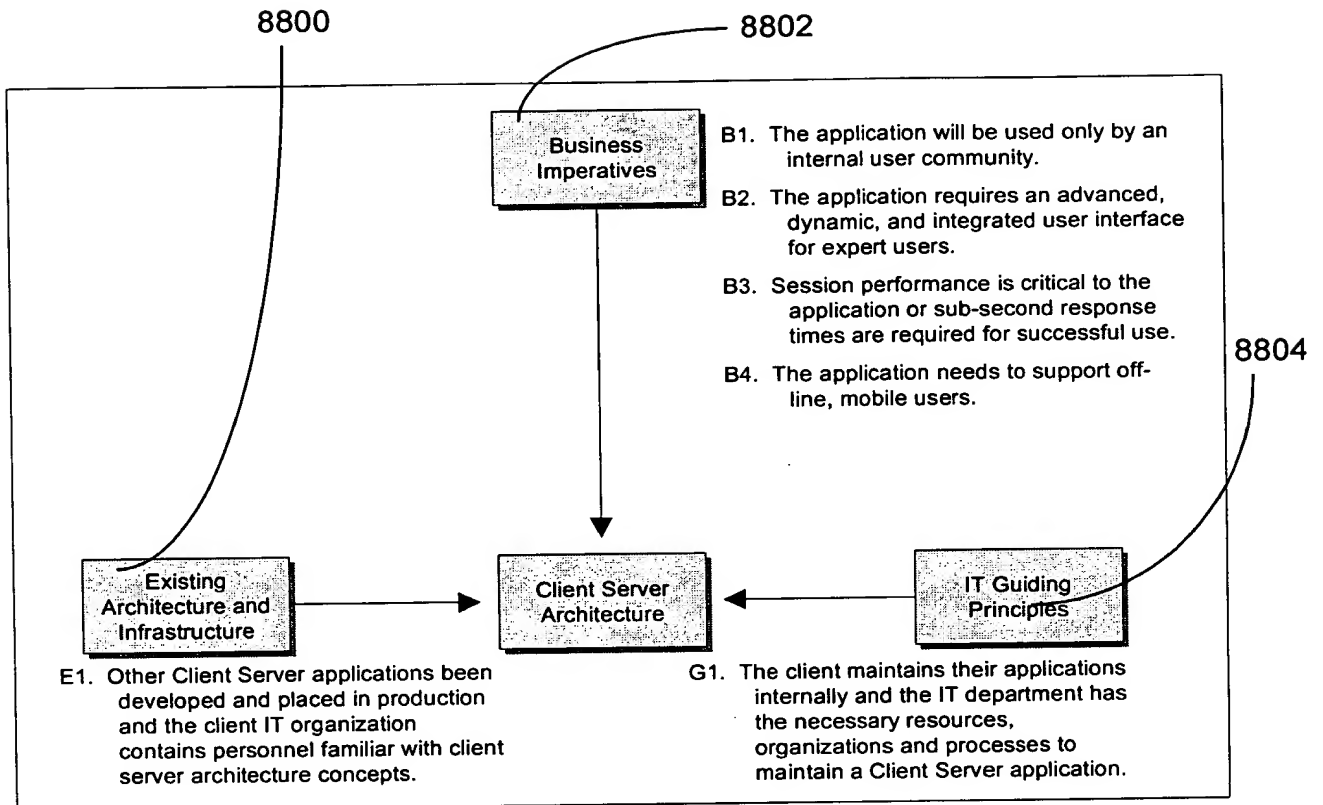 8800
8802
Business
Imperatives
B1. The application will be used only by an
internal user community.
B2. The application requires an advanced,
dynamic, and integrated user interface
for expert users.
B3. Session performance is critical to the
application or sub-second response
times are required for successful use.
B4. The application needs to support off-
line, mobile users.
8804
Existing
Architecture and
Infrastructure
Client Server
Architecture
IT Guiding
Principles
E1. Other Client Server applications been
developed and placed in production
and the client IT organization
contains personnel familiar with client
server architecture concepts.
G1. The client maintains their applications
internally and the IT department has
the necessary resources,
organizations and processes to
maintain a Client Server application.